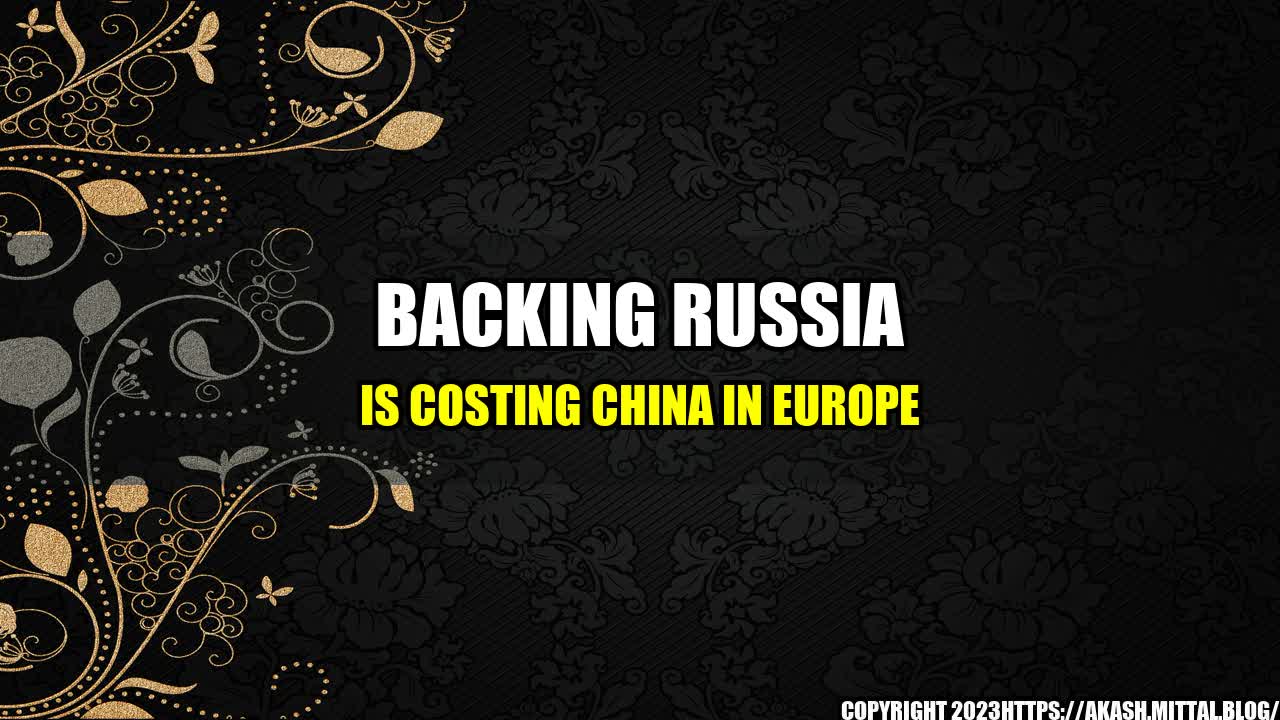 BACKING RUSSIA
IS COSTING CHINA IN EUROPE
COPYRIGHT 2023HTTPS://AKASH.MITTAL.BLOG/